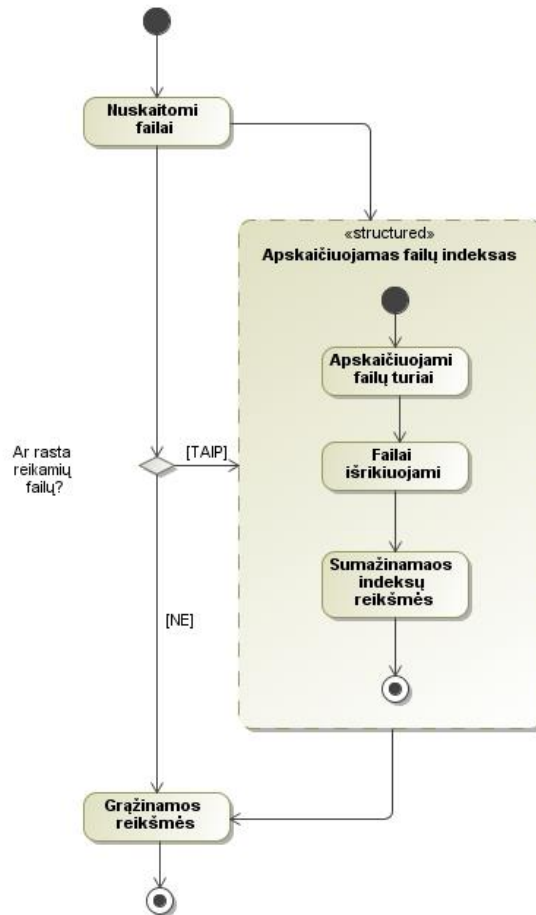 Nuskaitomi
failai
«structured»
Apskaičiuojamas failų indeksas
Apskaičiuojami
failų turiai
Failai
išrikiuojami
Sumažinamaos
indeksų
reikšmės
Ar rasta
reikamių
failų?
[TAIP]
[NE]
Grąžinamos
reikšmės